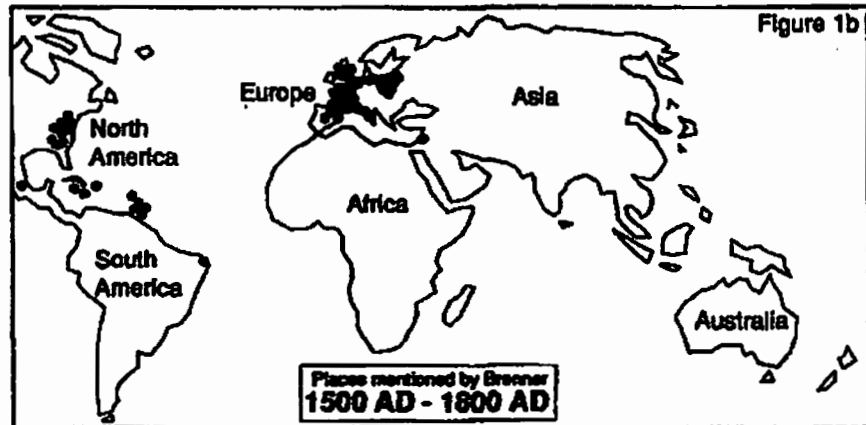 Figure 1b
Europe
Asia
North
America
Africa
South
America
Australia
Places mentioned by Brenner
1500 AD - 1800 AD